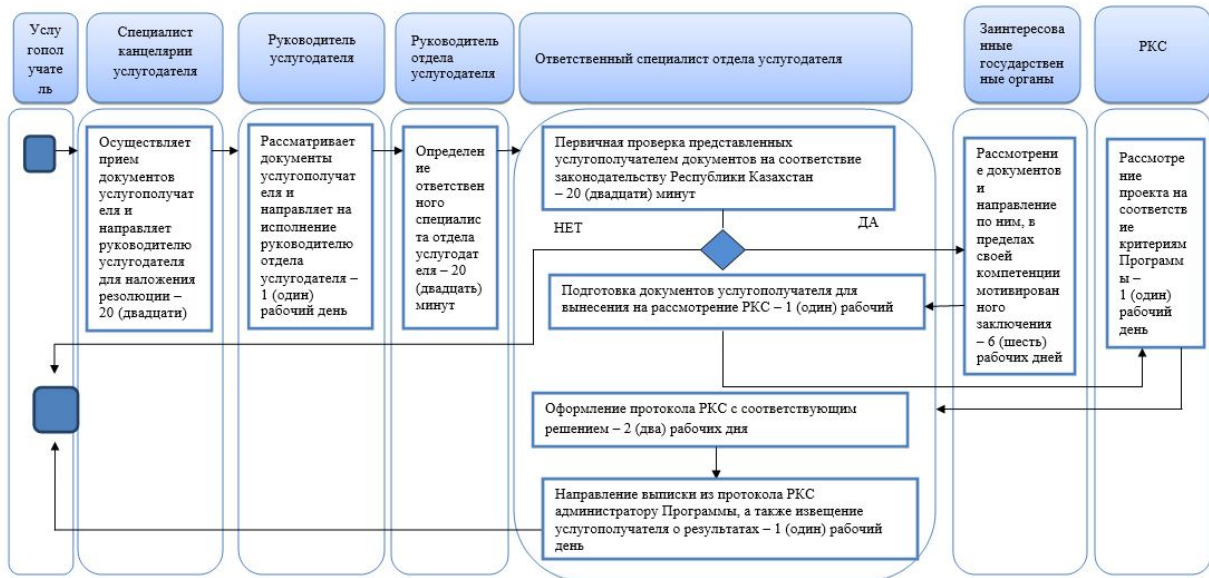 Услу
гопол
учате
ль
Специалист
канцелярии
услугодателя
Руководитель
услугодателя
Руководитель
отдела
услугодателя
Ответственный специалист отдела услугодателя
Заинтересова
нные
государствен
ные органы
РКС
Осуществляет
прием
документов
услугополучат
еля и
направляет
руководителю
услугодателя
для наложения
резолюции –
20 (двадцати)
Рассматривает
документы
услугополучат
еля и
направляет на
исполнение
руководителю
отдела
услугодателя –
1 (один)
рабочий день
Определен
ие
ответствен
ного
специалис
та отдела
услугодат
еля – 20
(двадцать)
минут
Первичная проверка представленных
услугополучателем документов на соответствие
законодательству Республики Казахстан
– 20 (двадцати) минут
НЕТ
ДА
Подготовка документов услугополучателя для
вынесения на рассмотрение РКС – 1 (один) рабочий
Оформление протокола РКС с соответствующим
решением – 2 (два) рабочих дня
Направление выписки из протокола РКС
администратору Программы, а также извещение
услугополучателя о результатах – 1 (один) рабочий
день
Рассмотрени
е документов
и
направление
по ним, в
пределах
своей
компетенции
мотивирован
ного
заключения
– 6 (шесть)
рабочих дней
Рассмотре
ние
проекта на
соответств
ие
критериям
Програм
мы –
1 (один)
рабочий
день